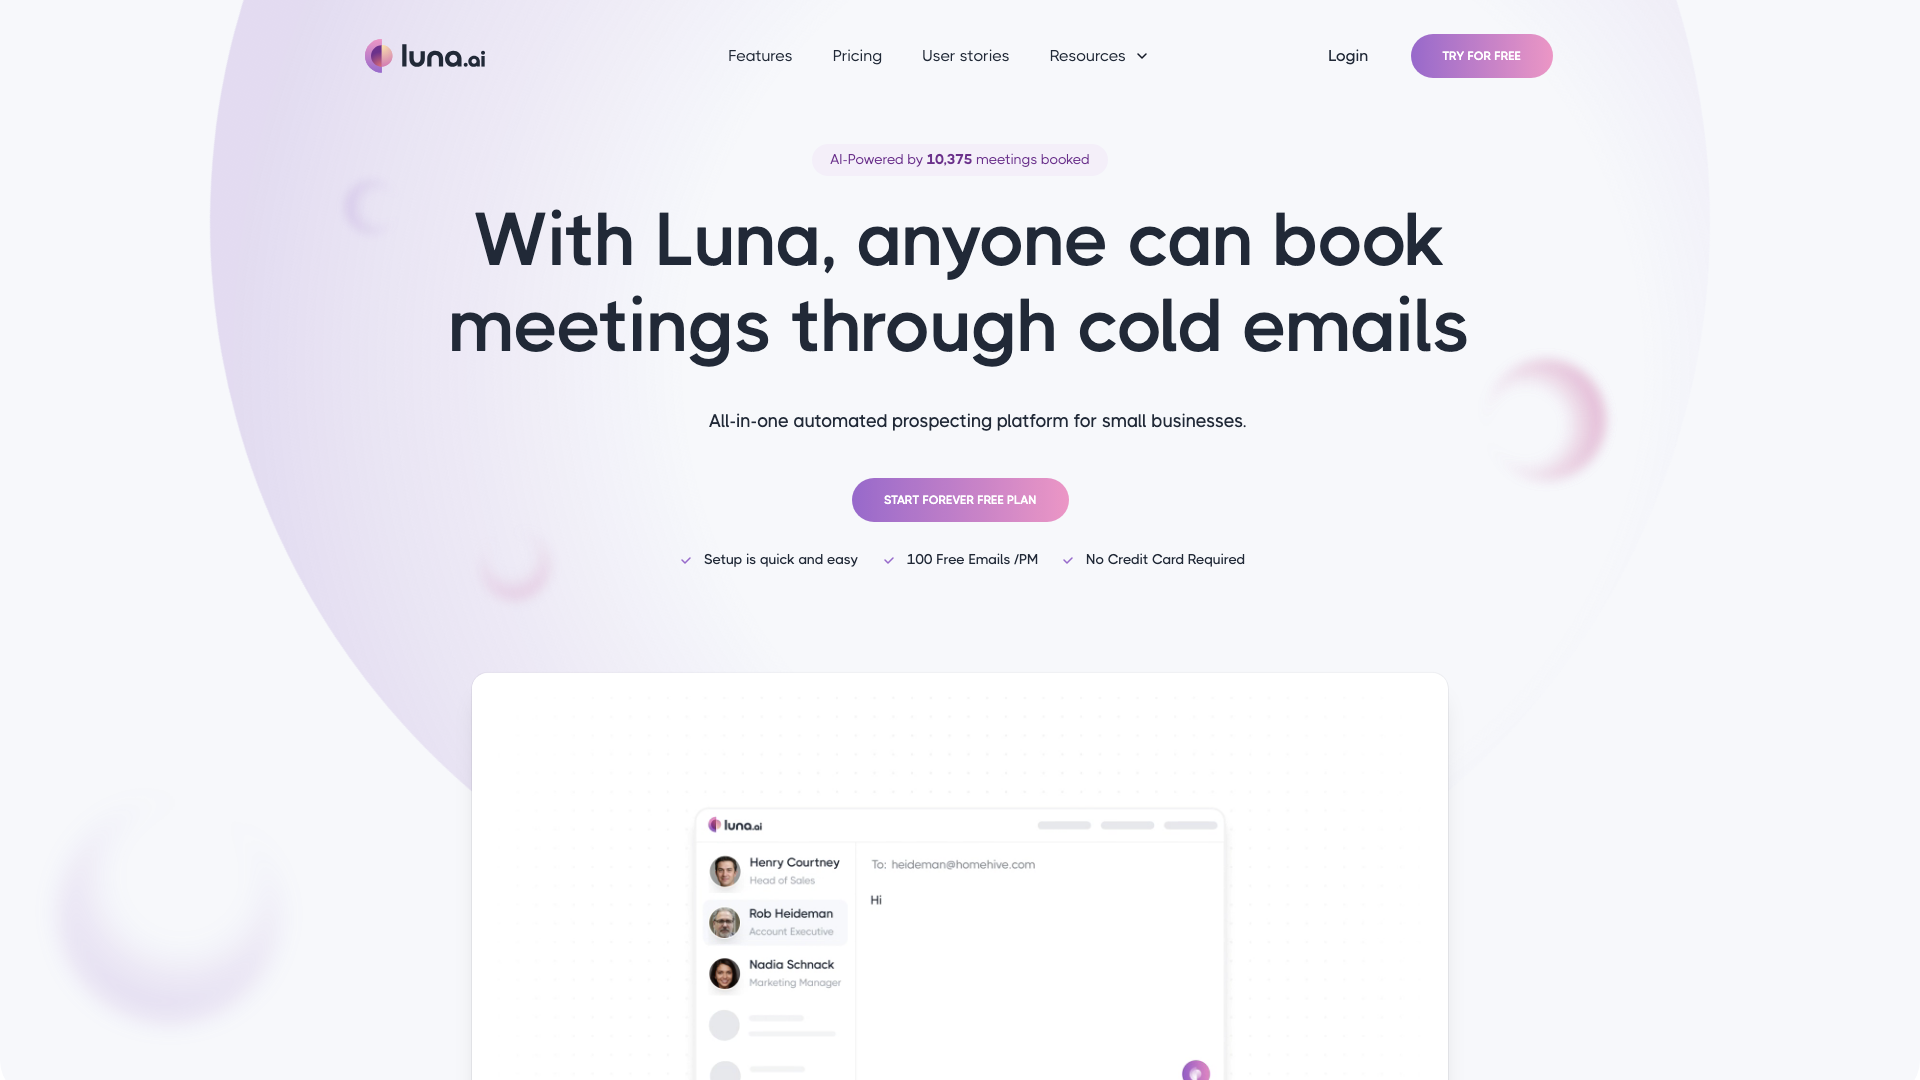 luna.ai
Features
Pricing
User stories
Resources
Login
TRY FOR FREE
AI-Powered by 10,375 meetings booked
With Luna, anyone can book
meetings through cold emails
All-in-one automated prospecting platform for small businesses.
START FOREVER FREE PLAN
Setup is quick and easy
100 Free Emails /PM
No Credit Card Required
luna.ai
Henry Courtney
Head of Sales
Rob Heideman
Account Executive
Nadia Schnack
Marketing Manager
To: heideman@homehive.com
Hi